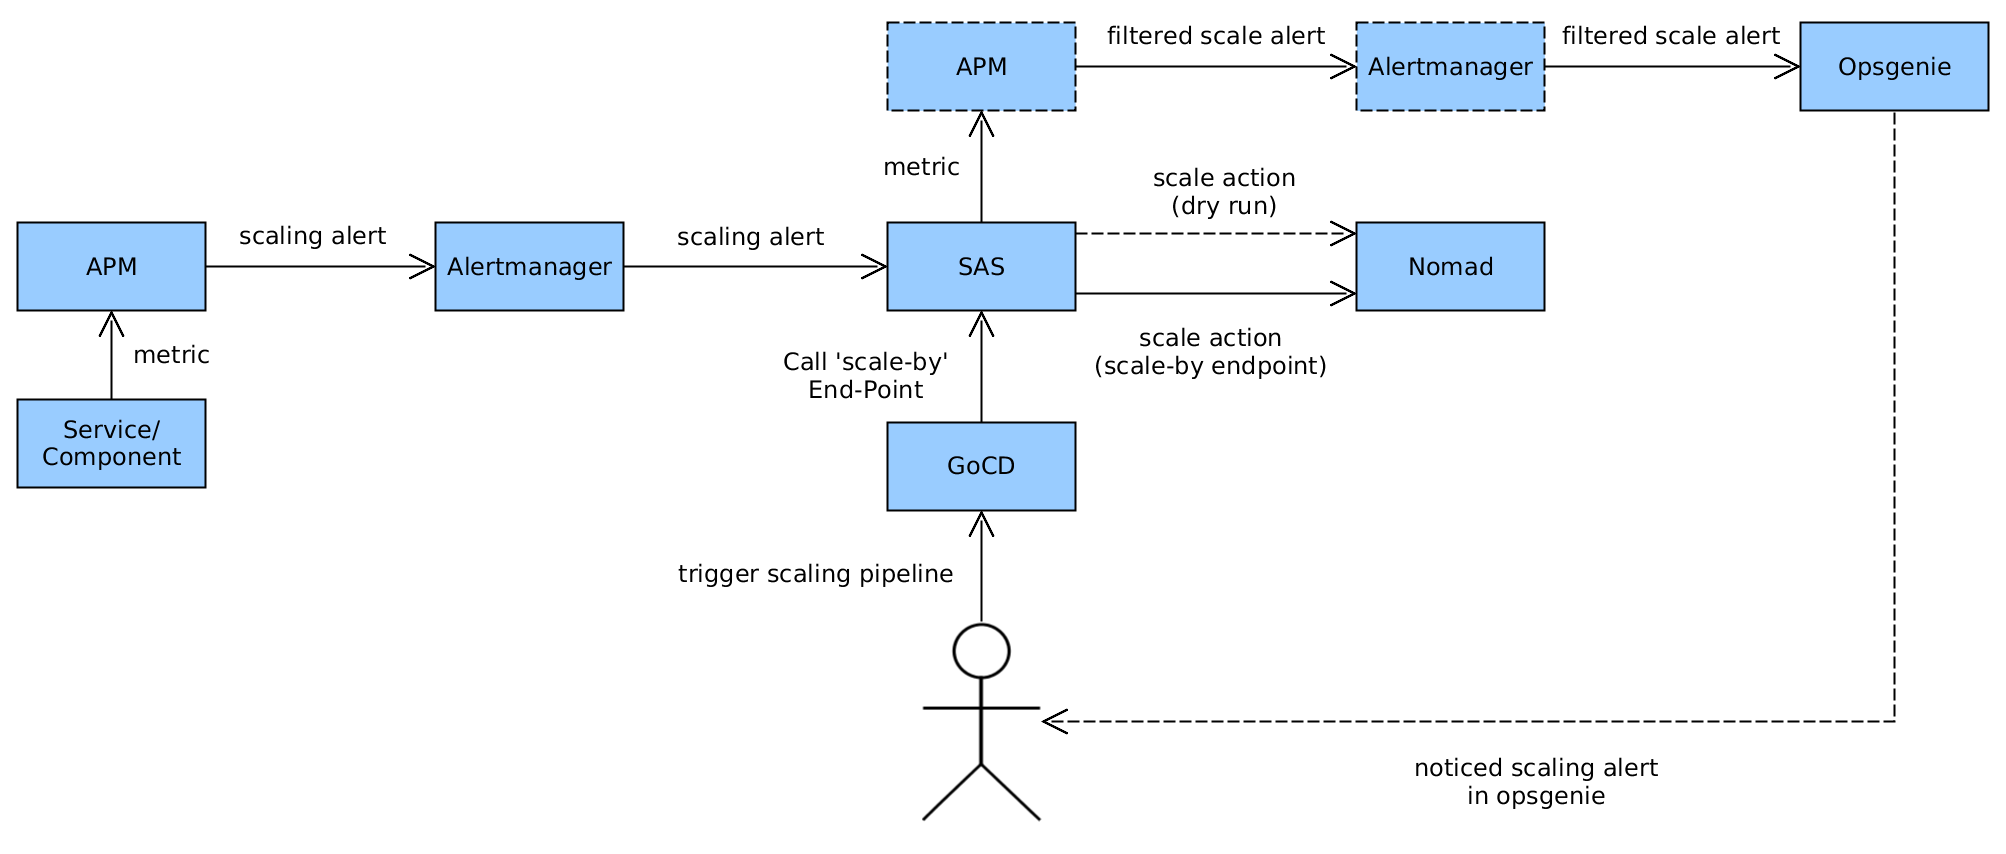 APM
filtered scale alert
Alertmanager
filtered scale alert
Opsgenie
metric
scale action
(dry run)
APM
scaling alert
Alertmanager
scaling alert
SAS
Nomad
metric
Call 'scale-by'
End-Point
scale action
(scale-by endpoint)
Service/
Component
GoCD
trigger scaling pipeline
noticed scaling alert
in opsgenie